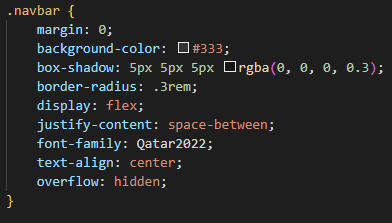 .navbar {
    margin: 0;
    background-color: #333;
    box-shadow: 5px 5px 5px rgba(0, 0, 0, 0.3);
    border-radius: .3rem;
    display: flex;
    justify-content: space-between;
    font-family: Qatar2022;
    text-align: center;
    overflow: hidden;
}